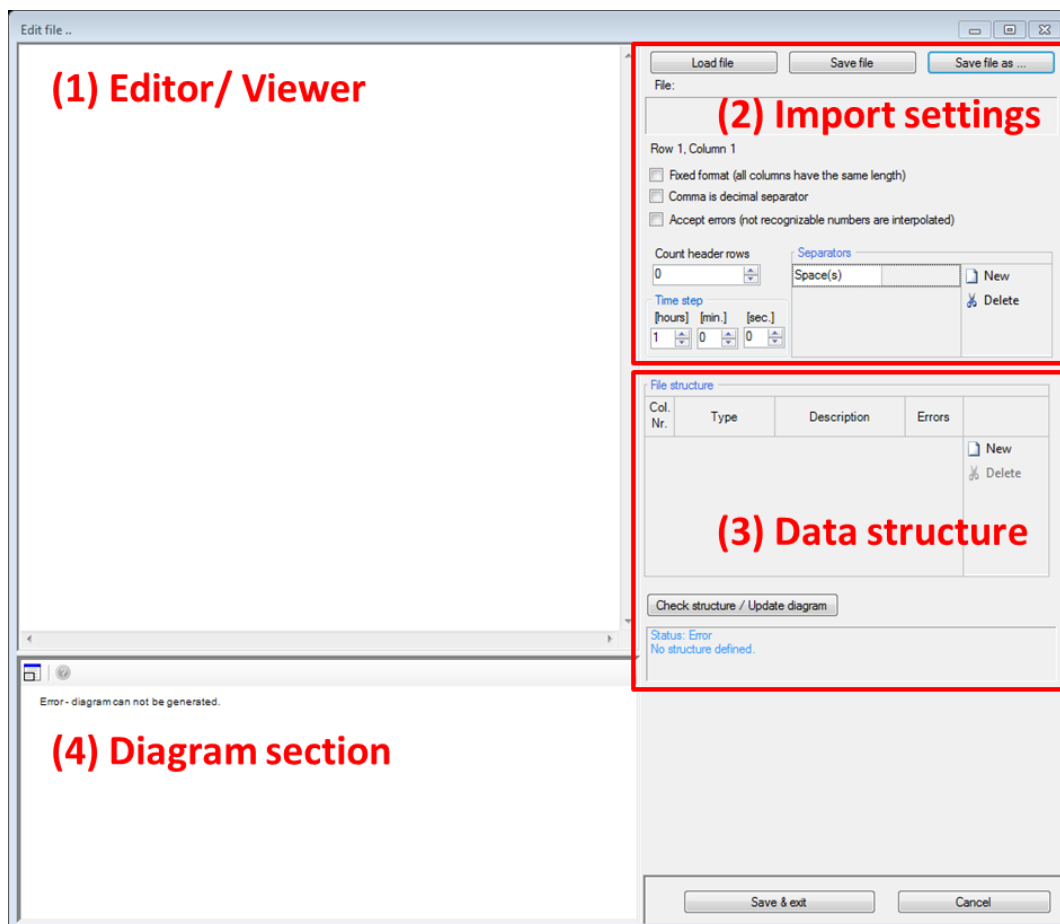 Edit file ..
(1) Editor/ Viewer
Load file Save file Save file as ...
File:
(2) Import settings
Row 1, Column 1
Fixed format (all columns have the same length)
Comma is decimal separator
Accept errors (not recognizable numbers are interpolated)
Count header rows Separators
0 Space(s) New
Time step Delete
[hours] [min.] [sec.]
1 0 0
File structure
Col. Nr. Type Description Errors
New
Delete
(3) Data structure
Check structure / Update diagram
Status: Error
No structure defined.
Error - diagram can not be generated.
(4) Diagram section
Save & exit Cancel